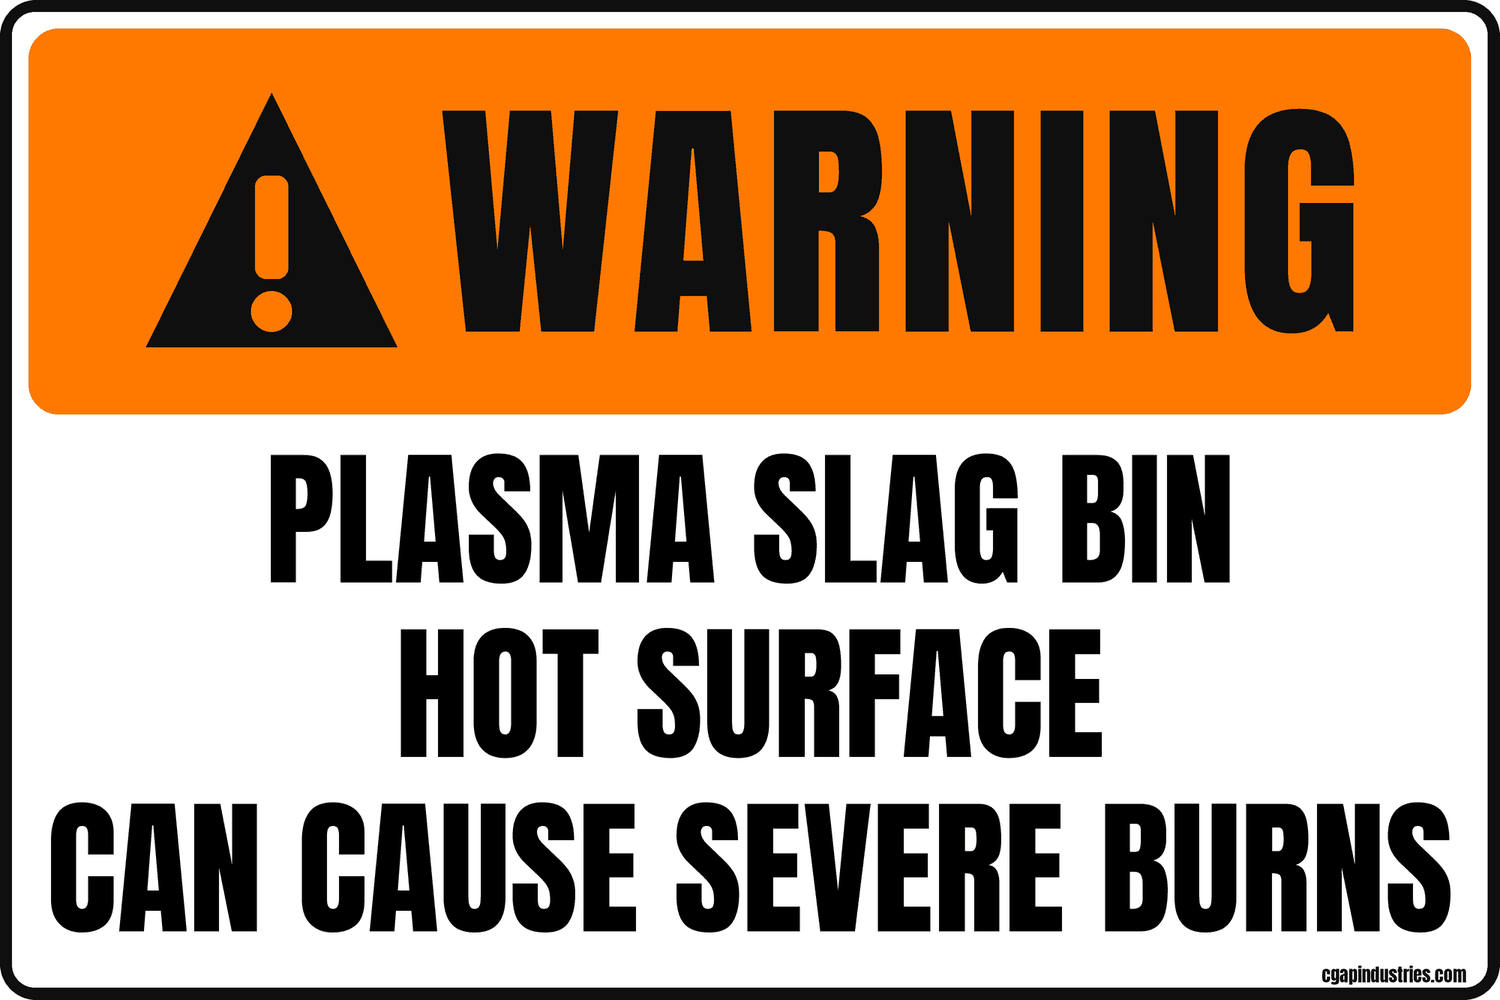 WARNING
PLASMA SLAG BIN
HOT SURFACE
CAN CAUSE SEVERE BURNS
cgapindustries.com